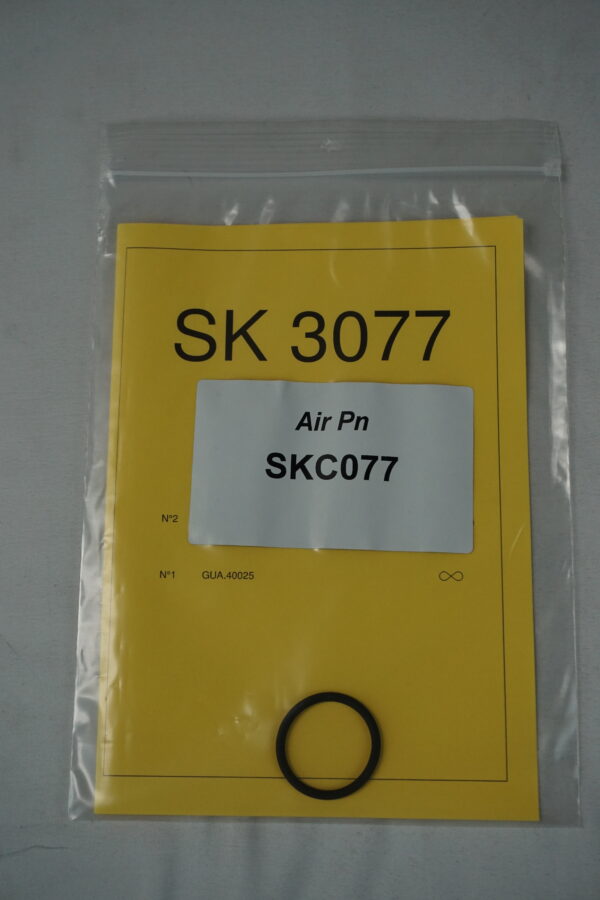 SK 3077
Air Pn
SKC077
N°2
N°1 GUA.40025 ∞